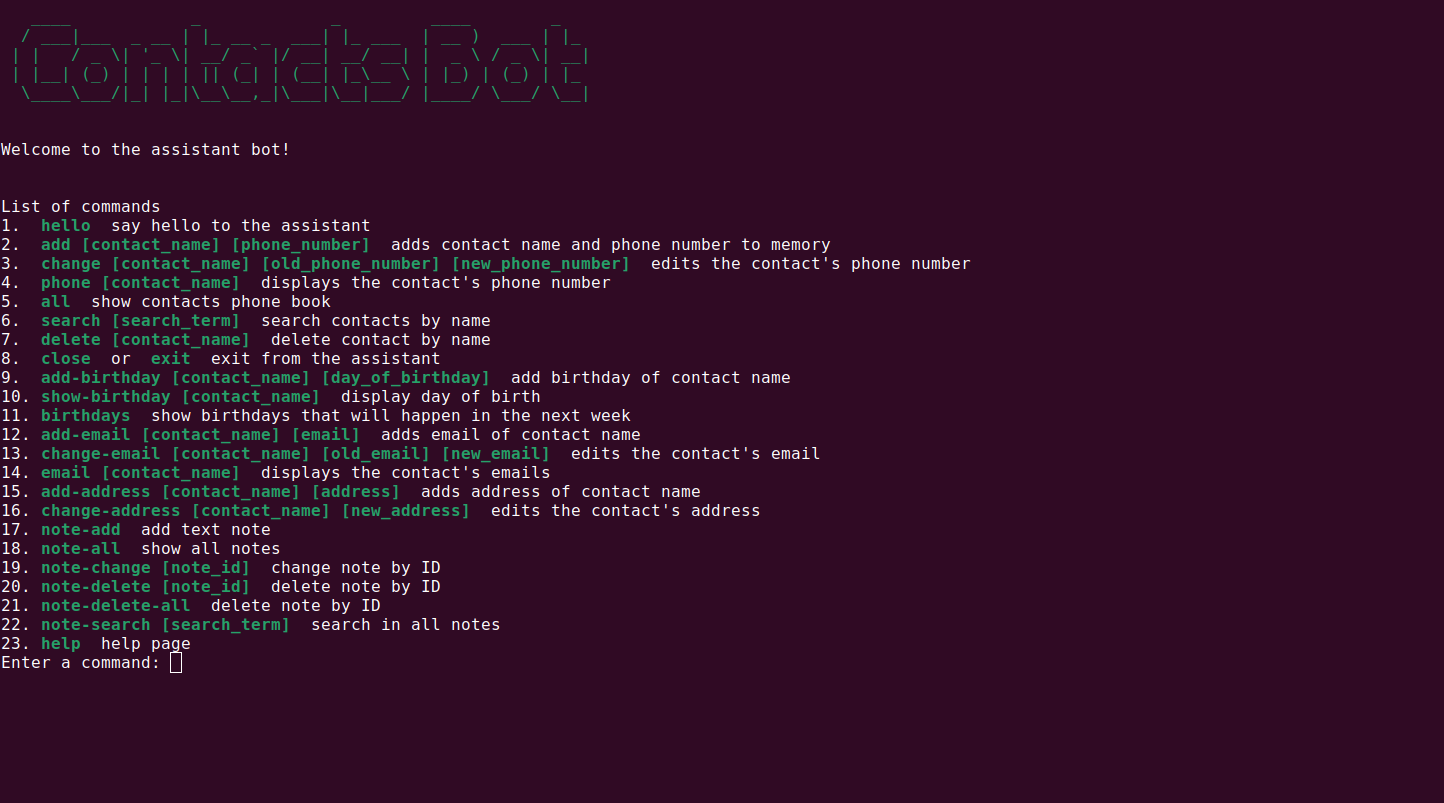 Contacts Bot
Welcome to the assistant bot!
List of commands
1. hello say hello to the assistant
2. add [contact_name] [phone_number] adds contact name and phone number to memory
3. change [contact_name] [old_phone_number] [new_phone_number] edits the contact's phone number
4. phone [contact_name] displays the contact's phone number
5. all show contacts phone book
6. search [search_term] search contacts by name
7. delete [contact_name] delete contact by name
8. close or exit exit from the assistant
9. add-birthday [contact_name] [day_of_birthday] add birthday of contact name
10. show-birthday [contact_name] display day of birth
11. birthdays show birthdays that will happen in the next week
12. add-email [contact_name] [email] adds email of contact name
13. change-email [contact_name] [old_email] [new_email] edits the contact's email
14. email [contact_name] displays the contact's emails
15. add-address [contact_name] [address] adds address of contact name
16. change-address [contact_name] [new_address] edits the contact's address
17. note-add add text note
18. note-all show all notes
19. note-change [note_id] change note by ID
20. note-delete [note_id] delete note by ID
21. note-delete-all delete note by ID
22. note-search [search_term] search in all notes
23. help help page
Enter a command: